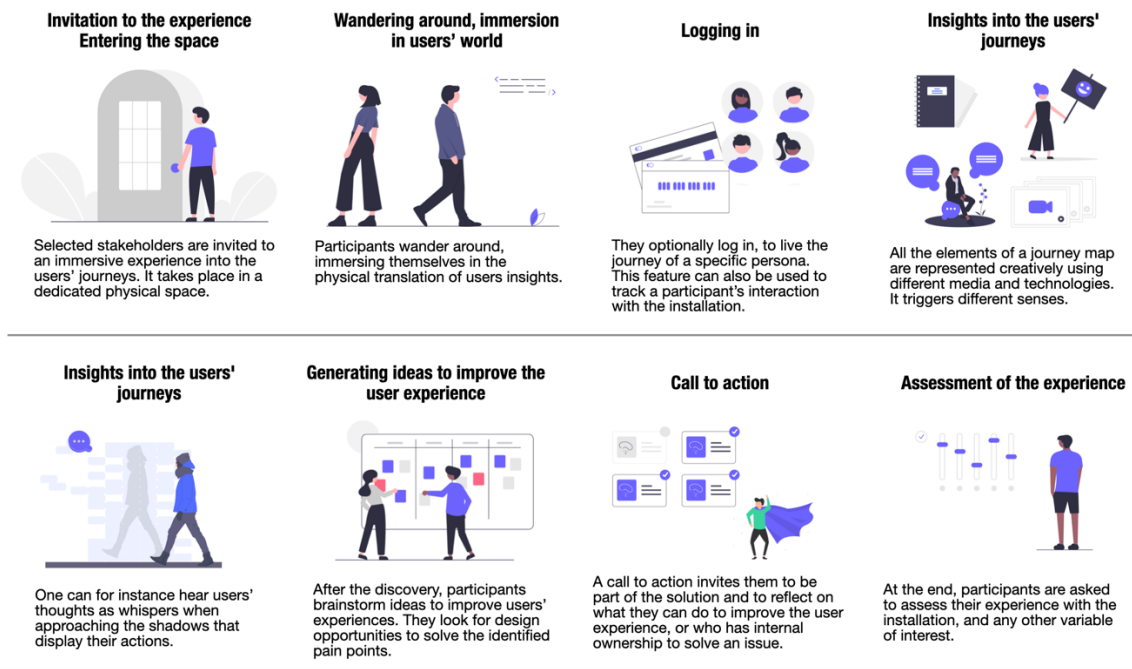 Invitation to the experience
Entering the space
Selected stakeholders are invited to
an immersive experience into the
users' journeys. It takes place in a
dedicated physical space.
Wandering around, immersion
in users' world
Participants wander around,
immersing themselves in the
physical translation of users insights.
Logging in
They optionally log in, to live the
journey of a specific persona.
This feature can also be used to
track a participant's interaction
with the installation.
Insights into the users'
journeys
All the elements of a journey map
are represented creatively using
different media and technologies.
It triggers different senses.
Insights into the users'
journeys
One can for instance hear users'
thoughts as whispers when
approaching the shadows that
display their actions.
Generating ideas to improve the
user experience
After the discovery, participants
brainstorm ideas to improve users'
experiences. They look for design
opportunities to solve the identified
pain points.
Call to action
A call to action invites them to be
part of the solution and to reflect on
what they can do to improve the user
experience, or who has internal
ownership to solve an issue.
Assessment of the experience
At the end, participants are asked
to assess their experience with the
installation, and any other variable
of interest.